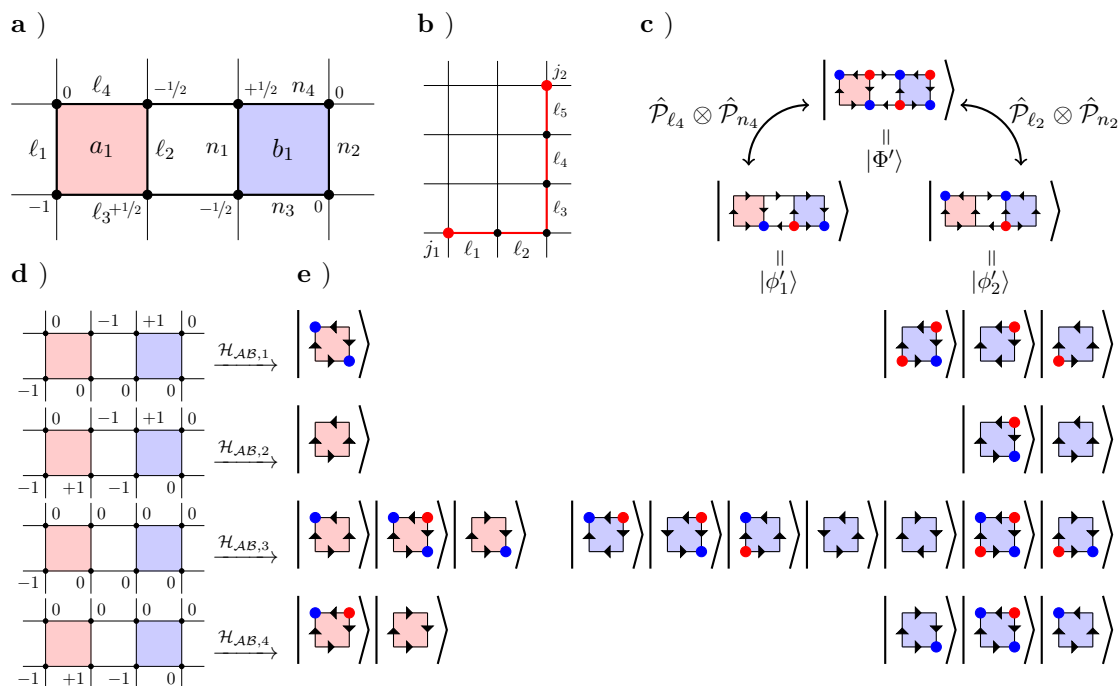 a )
0 ℓ4 −1/2 +1/2 n4 0
ℓ1 a1 ℓ2 n1 b1 n2
−1 ℓ3 +1/2 −1/2 n3 0
b )
j2
ℓ5
ℓ4
ℓ3
j1 ℓ1 ℓ2
c )
P̂ℓ4 ⊗ P̂n4
P̂ℓ2 ⊗ P̂n2
=
|Φ′⟩
= =
|ϕ′1⟩ |ϕ′2⟩
d )
0 −1 +1 0
−1 0 0 0
HAB,1
0 −1 +1 0
−1 +1 −1 0
HAB,2
0 0 0 0
−1 0 0 0
HAB,3
0 0 0 0
−1 +1 −1 0
HAB,4
e )